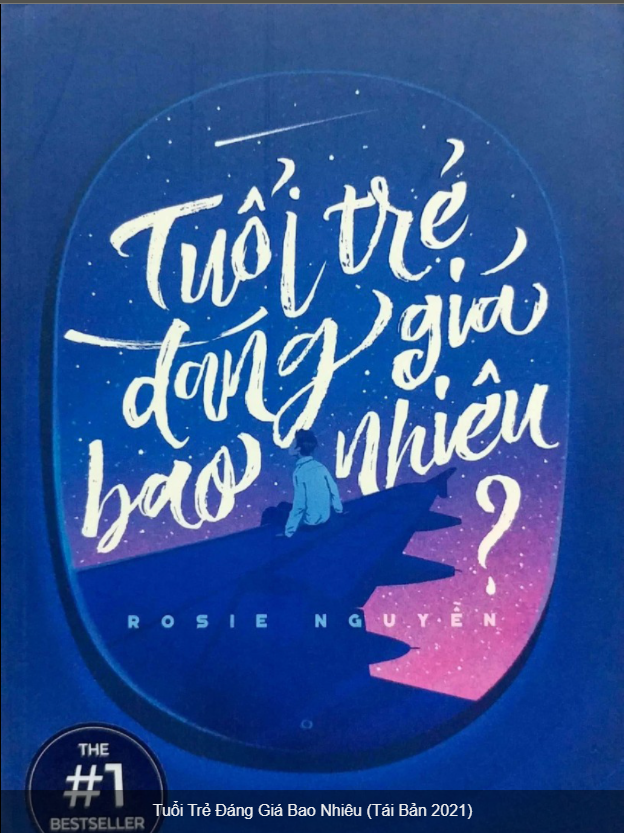 Tuổi trẻ
đáng giá
bao nhiêu
?
ROSIE NGUYỄN
THE
#1
BESTSELLER
Tuỗi Trẻ Đáng Giá Bao Nhiêu (Tái Bản 2021)